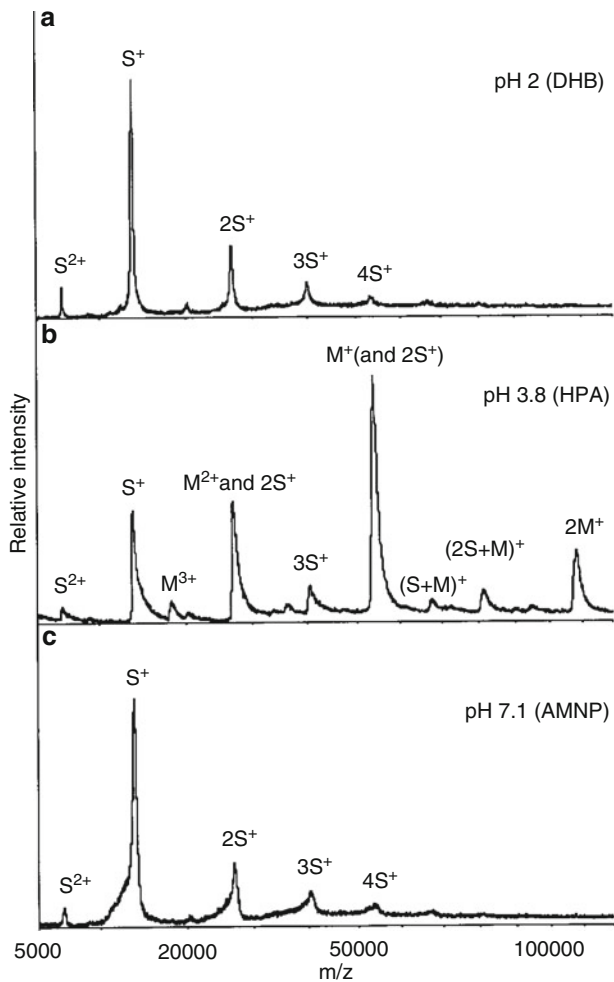 a
S⁺
pH 2 (DHB)
2S⁺
S²⁺
3S⁺
4S⁺
b
M⁺(and 2S⁺)
pH 3.8 (HPA)
M²⁺and 2S⁺
S⁺
2M⁺
(2S+M)⁺
3S⁺
(S+M)⁺
S²⁺
M³⁺
Relative intensity
c
S⁺
pH 7.1 (AMNP)
2S⁺
3S⁺
4S⁺
S²⁺
5000 20000 50000 100000
m/z